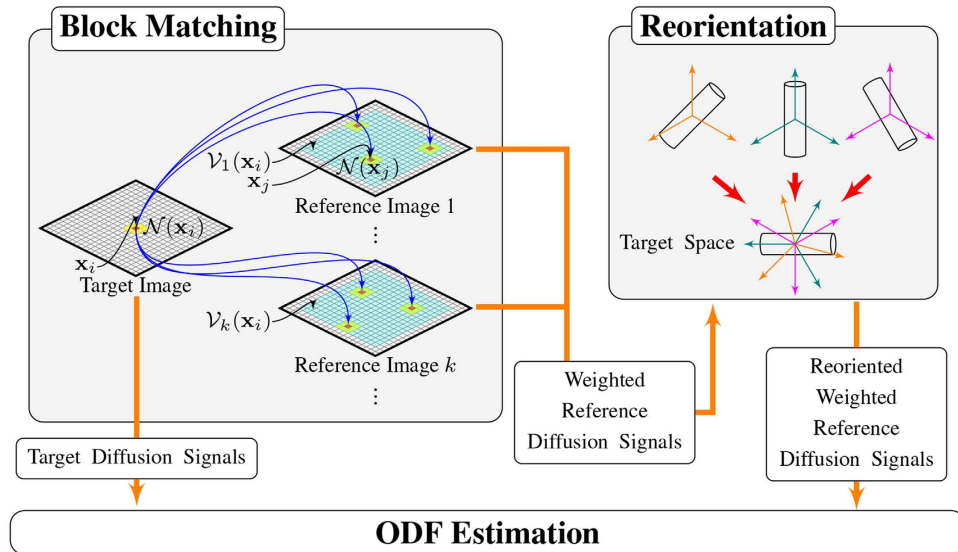 Block Matching
𝒱₁(𝐱ᵢ)
𝐱ⱼ
𝒩(𝐱ⱼ)
Reference Image 1
⋮
𝒩(𝐱ᵢ)
𝐱ᵢ
Target Image
𝒱ₖ(𝐱ᵢ)
Reference Image k
⋮
Reorientation
Target Space
Weighted
Reference
Diffusion Signals
Reoriented
Weighted
Reference
Diffusion Signals
Target Diffusion Signals
ODF Estimation